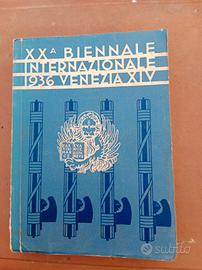 XXA BIENNALE
INTERNAZIONALE
1936 VENEZIA XIV
subito